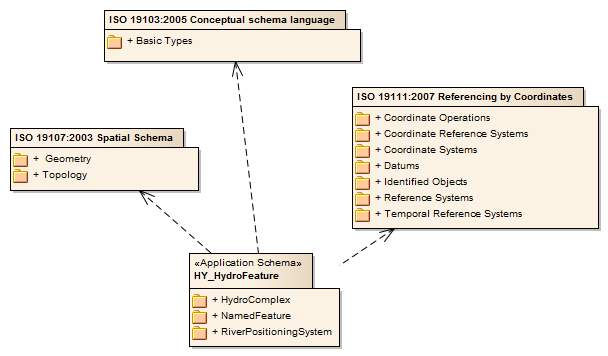 ISO 19103:2005 Conceptual schema language
+ Basic Types
ISO 19111:2007 Referencing by Coordinates
+ Coordinate Operations
+ Coordinate Reference Systems
+ Coordinate Systems
+ Datums
+ Identified Objects
+ Reference Systems
+ Temporal Reference Systems
ISO 19107:2003 Spatial Schema
+ Geometry
+ Topology
«Application Schema»
HY_HydroFeature
+ HydroComplex
+ NamedFeature
+ RiverPositioningSystem